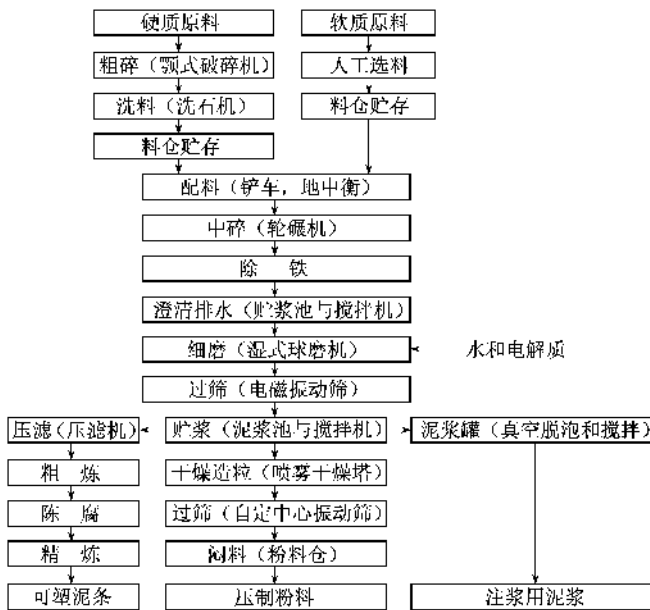 硬质原料
软质原料
粗碎（颚式破碎机）
人工选料
洗料（洗石机）
料仓贮存
料仓贮存
配料（铲车，地中衡）
中碎（轮碾机）
除 铁
澄清排水（贮浆池与搅拌机）
细磨（湿式球磨机）
水和电解质
过筛（电磁振动筛）
压滤（压滤机）
贮浆（泥浆池与搅拌机）
泥浆罐（真空脱泡和搅拌）
粗 炼
干燥造粒（喷雾干燥塔）
陈 腐
过筛（自定中心振动筛）
精 炼
闷料（粉料仓）
可塑泥条
压制粉料
注浆用泥浆